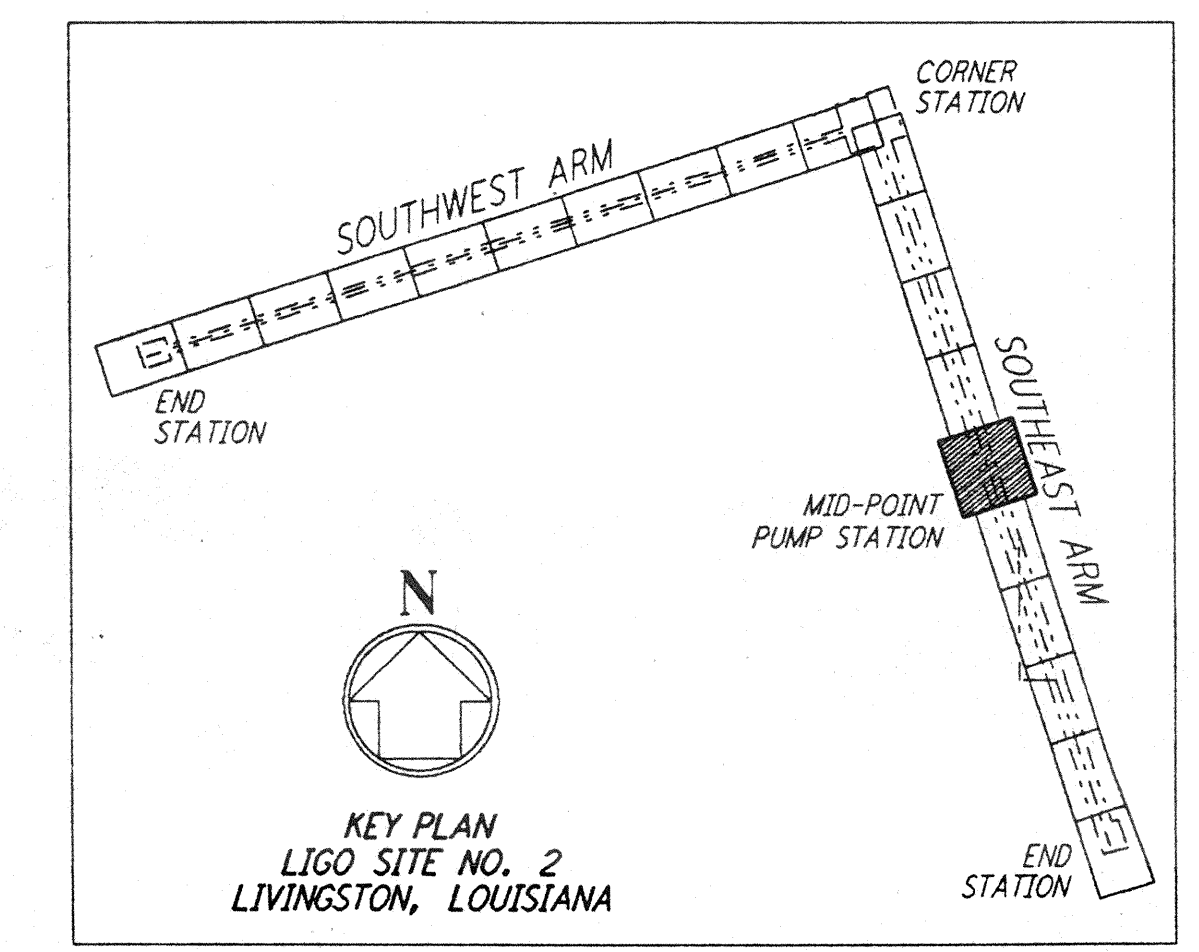 CORNER
STATION
SOUTHWEST ARM
END
STATION
SOUTHEAST ARM
MID-POINT
PUMP STATION
N
KEY PLAN
LIGO SITE NO. 2
LIVINGSTON, LOUISIANA
END
STATION